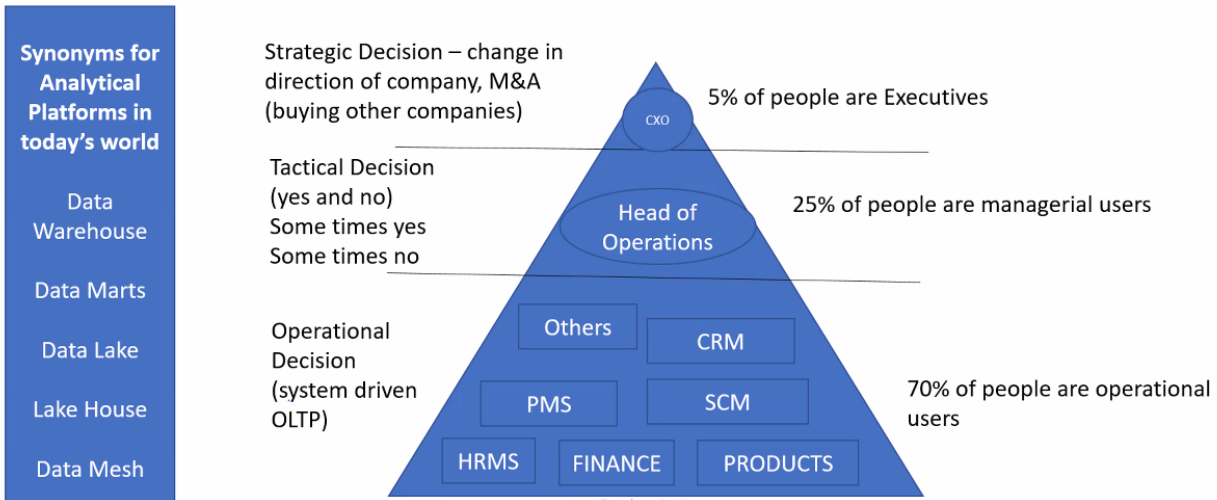 Synonyms for
Analytical
Platforms in
today's world
Data
Warehouse
Data Marts
Data Lake
Lake House
Data Mesh
Strategic Decision – change in
direction of company, M&A
(buying other companies)
CXO
5% of people are Executives
Tactical Decision
(yes and no)
Some times yes
Some times no
Head of
Operations
25% of people are managerial users
Operational
Decision
(system driven
OLTP)
Others
CRM
PMS
SCM
HRMS
FINANCE
PRODUCTS
70% of people are operational
users